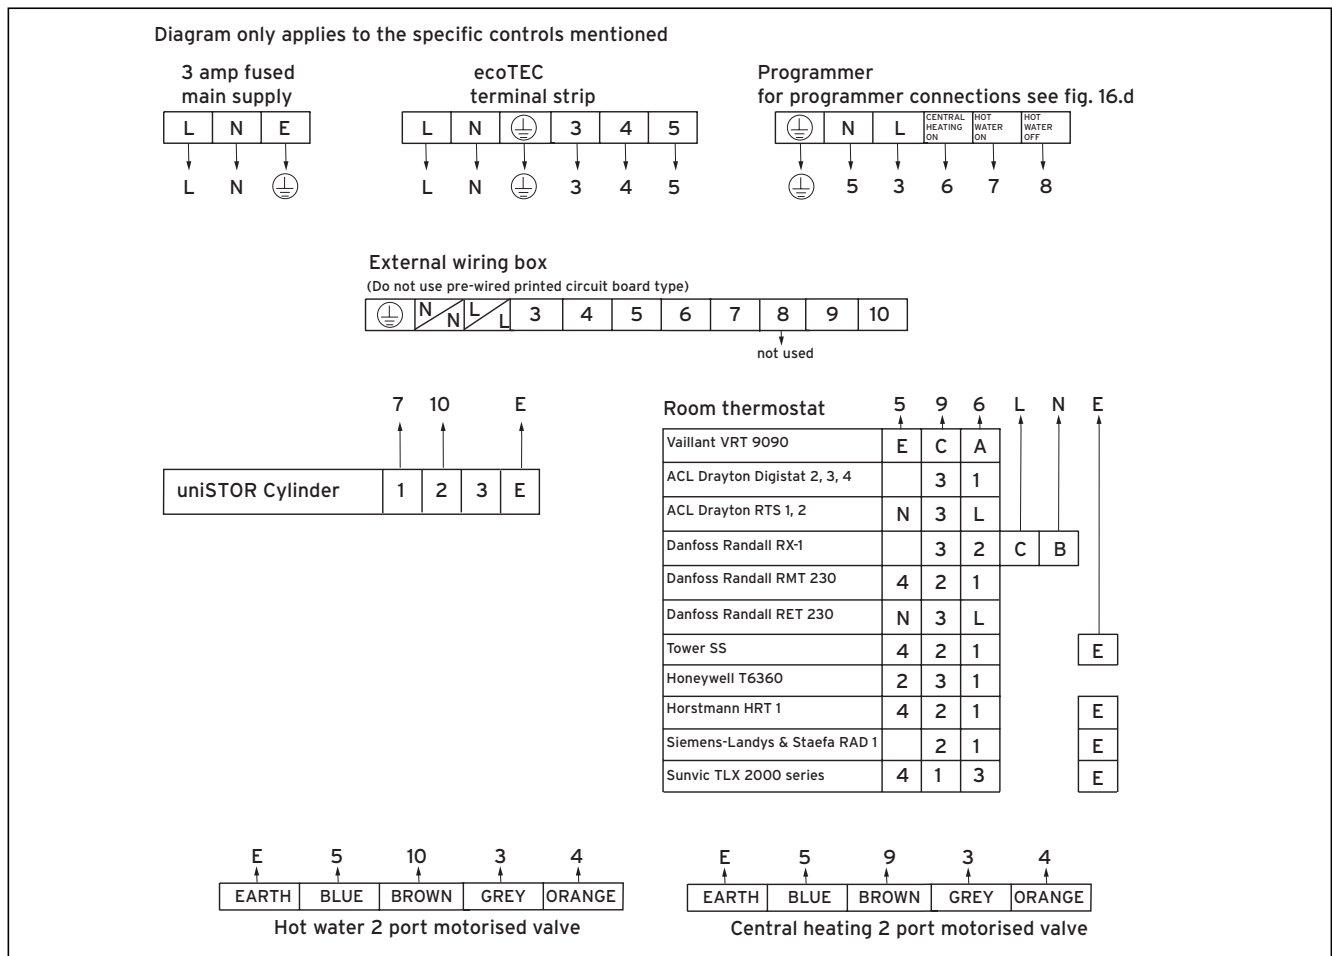 Diagram only applies to the specific controls mentioned
3 amp fused
main supply
L N E
L N
ecoTEC
terminal strip
L N 3 4 5
L N 3 4 5
Programmer
for programmer connections see fig. 16.d
N L CENTRAL HEATING ON HOT WATER ON HOT WATER OFF
5 3 6 7 8
External wiring box
(Do not use pre-wired printed circuit board type)
N N L L 3 4 5 6 7 8 9 10
not used
7 10 E
uniSTOR Cylinder 1 2 3 E
Room thermostat 5 9 6 L N E
Vaillant VRT 9090 E C A
ACL Drayton Digistat 2, 3, 4 3 1
ACL Drayton RTS 1, 2 N 3 L
Danfoss Randall RX-1 3 2 C B
Danfoss Randall RMT 230 4 2 1
Danfoss Randall RET 230 N 3 L
Tower SS 4 2 1 E
Honeywell T6360 2 3 1
Horstmann HRT 1 4 2 1 E
Siemens-Landys & Staefa RAD 1 2 1 E
Sunvic TLX 2000 series 4 1 3 E
E 5 10 3 4
EARTH BLUE BROWN GREY ORANGE
Hot water 2 port motorised valve
E 5 9 3 4
EARTH BLUE BROWN GREY ORANGE
Central heating 2 port motorised valve